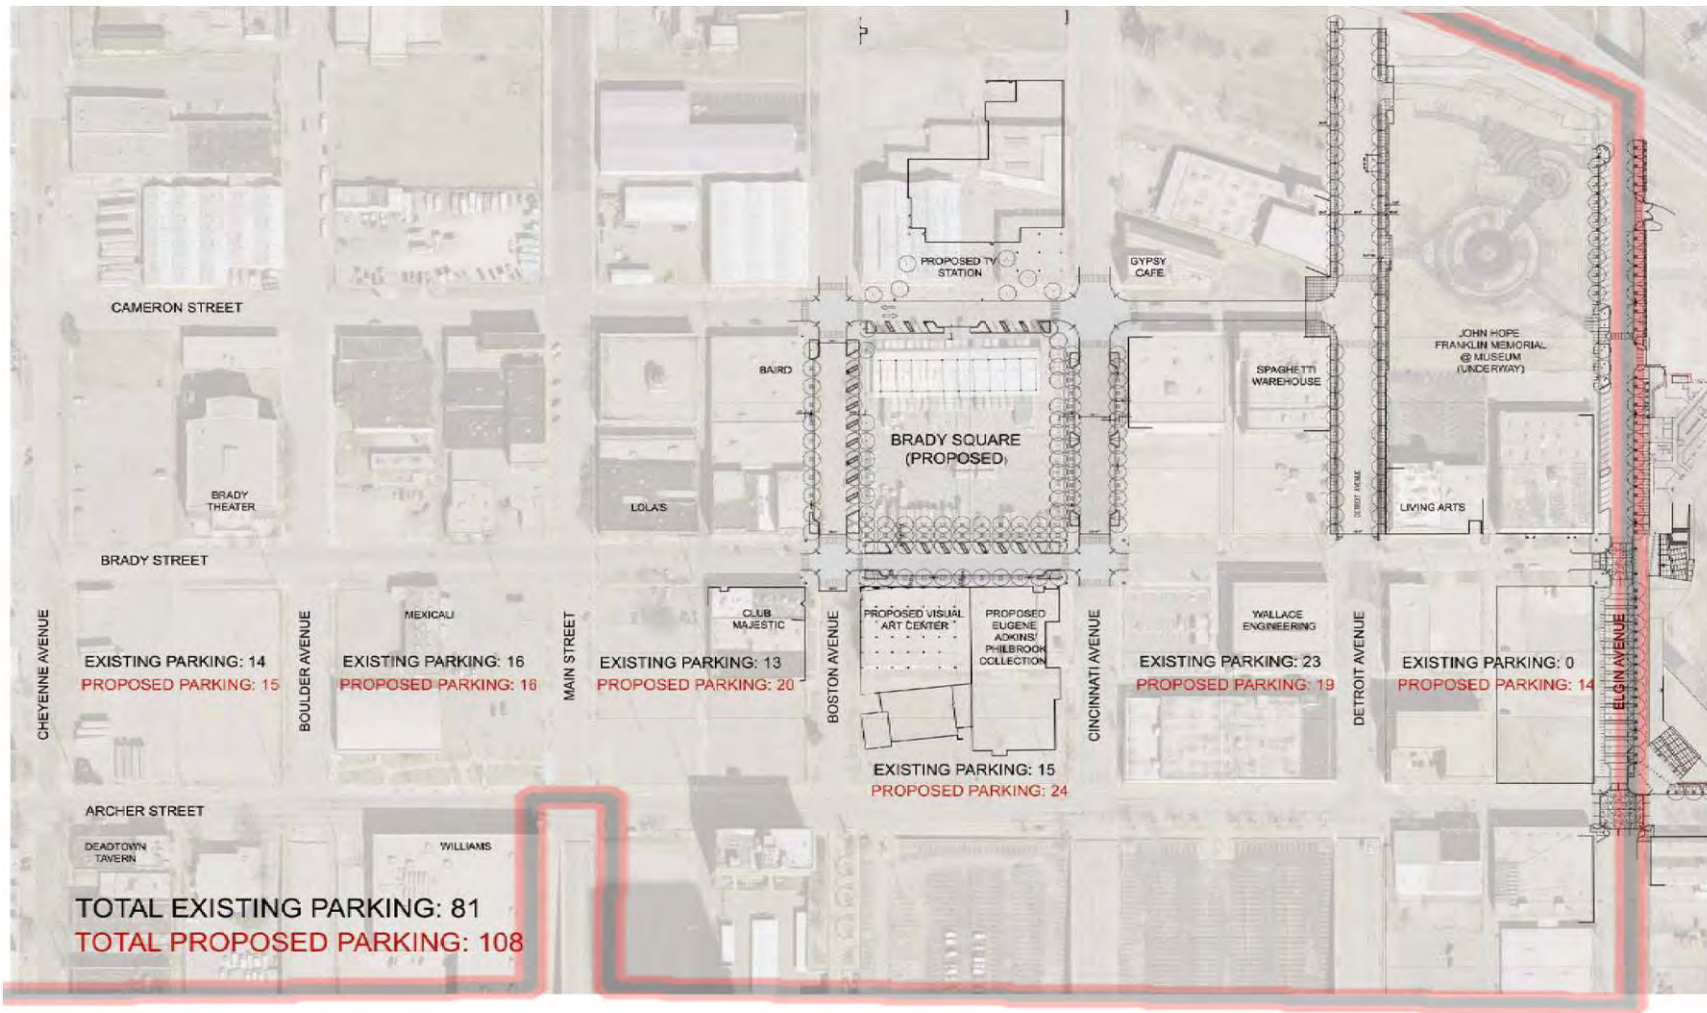 PROPOSED TV
STATION
GYPSY
CAFE
CAMERON STREET
JOHN HOPE
FRANKLIN MEMORIAL
@ MUSEUM
(UNDERWAY)
BAIRD
SPAGHETTI
WAREHOUSE
BRADY SQUARE
(PROPOSED)
BRADY
THEATER
LOLA'S
DETROIT AVENUE
LIVING ARTS
BRADY STREET
CHEYENNE AVENUE
BOULDER AVENUE
MEXICALI
MAIN STREET
CLUB
MAJESTIC
BOSTON AVENUE
PROPOSED VISUAL
ART CENTER
PROPOSED
EUGENE
ADKINS/
PHILBROOK
COLLECTION
CINCINNATI AVENUE
WALLACE
ENGINEERING
DETROIT AVENUE
ELGIN AVENUE
EXISTING PARKING: 14
PROPOSED PARKING: 15
EXISTING PARKING: 16
PROPOSED PARKING: 16
EXISTING PARKING: 13
PROPOSED PARKING: 20
EXISTING PARKING: 23
PROPOSED PARKING: 19
EXISTING PARKING: 0
PROPOSED PARKING: 14
EXISTING PARKING: 15
PROPOSED PARKING: 24
ARCHER STREET
DEADTOWN
TAVERN
WILLIAMS
TOTAL EXISTING PARKING: 81
TOTAL PROPOSED PARKING: 108